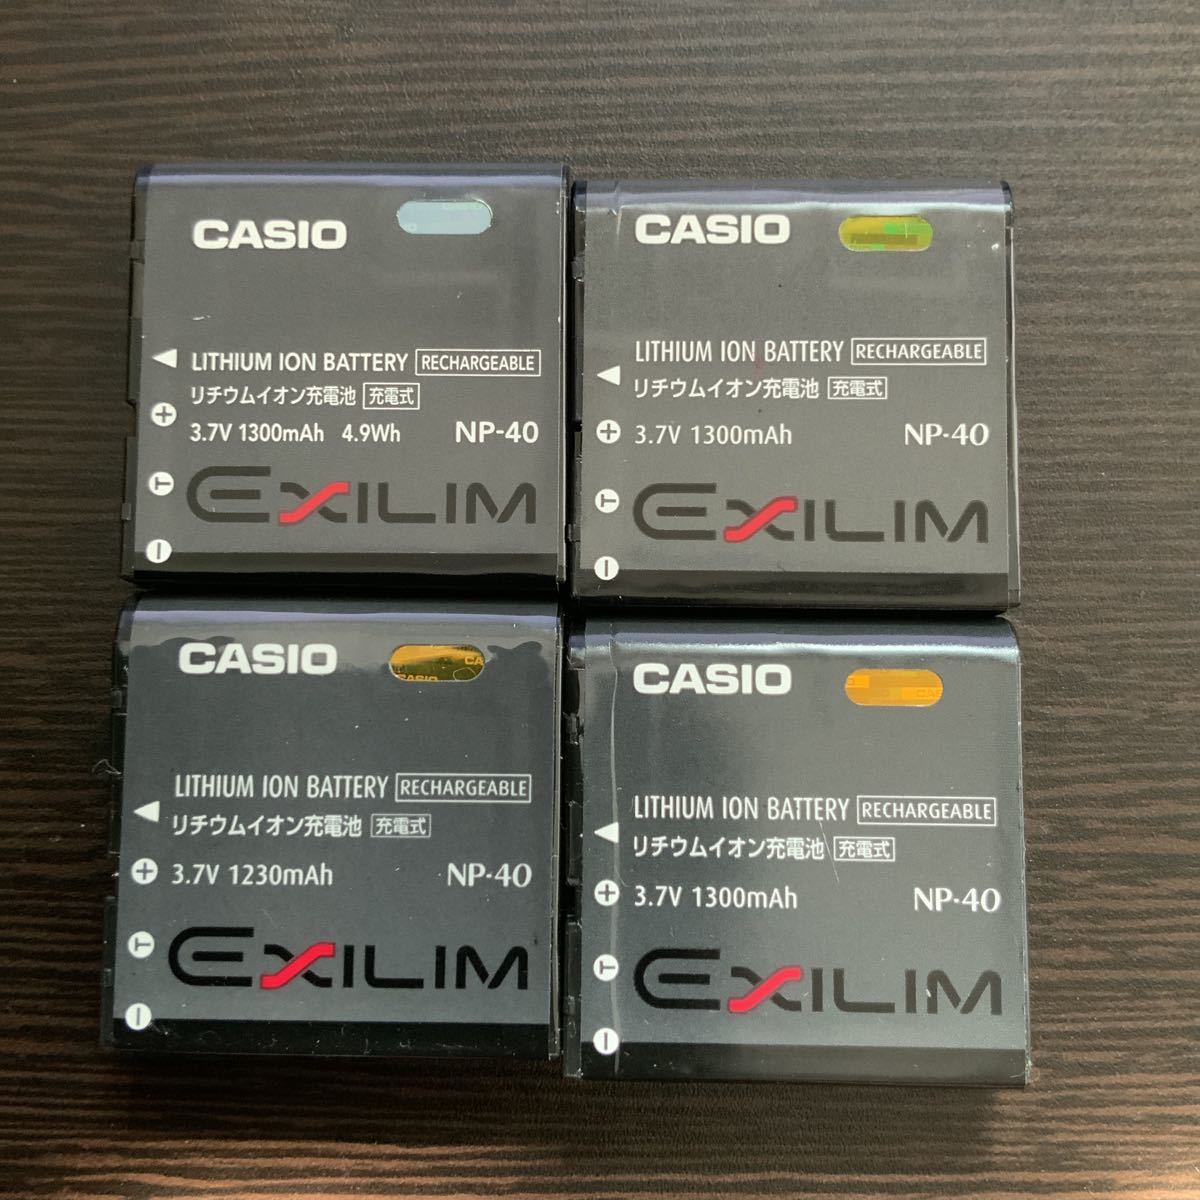 CASIO
LITHIUM ION BATTERY RECHARGEABLE
リチウムイオン充電池 充電式
3.7V 1300mAh 4.9Wh NP-40
EXILIM
CASIO
LITHIUM ION BATTERY RECHARGEABLE
リチウムイオン充電池 充電式
3.7V 1300mAh NP-40
EXILIM
CASIO
LITHIUM ION BATTERY RECHARGEABLE
リチウムイオン充電池 充電式
3.7V 1230mAh NP-40
EXILIM
CASIO
LITHIUM ION BATTERY RECHARGEABLE
リチウムイオン充電池 充電式
3.7V 1300mAh NP-40
EXILIM